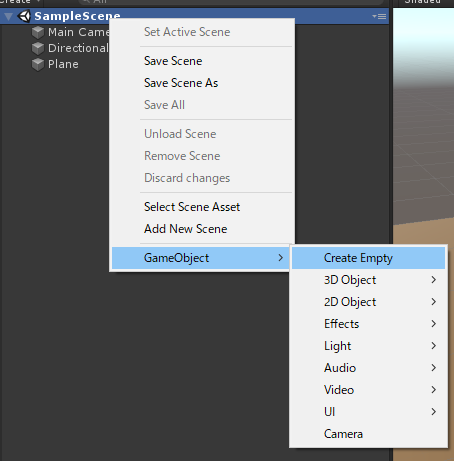 Create
All
Shaded
SampleScene
Main Came
Directional
Plane
Set Active Scene
Save Scene
Save Scene As
Save All
Unload Scene
Remove Scene
Discard changes
Select Scene Asset
Add New Scene
GameObject
Create Empty
3D Object
2D Object
Effects
Light
Audio
Video
UI
Camera